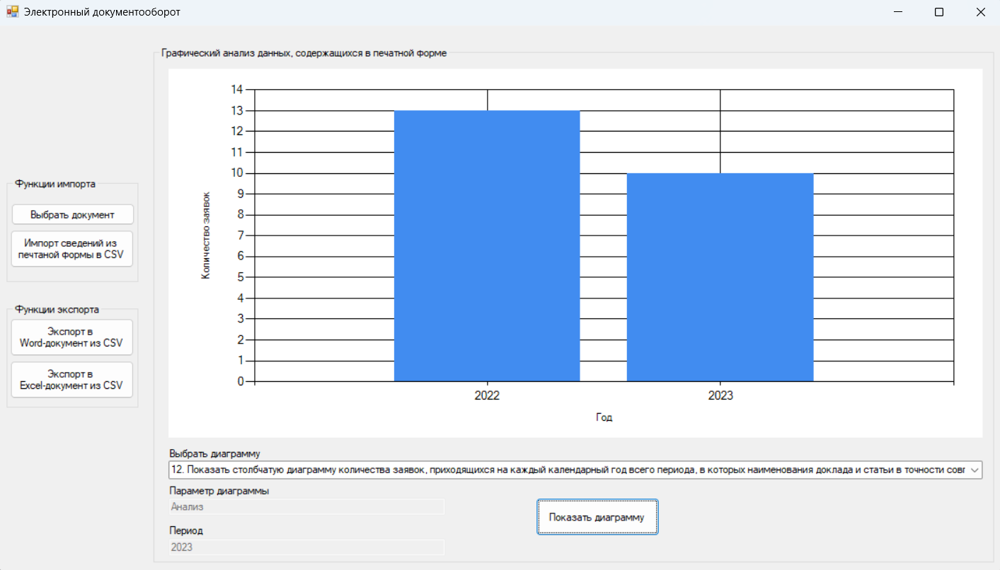 Электронный документооборот
Графический анализ данных, содержащихся в печатной форме
14
13
12
11
10
9
8
7
6
5
4
3
2
1
0
Количество заявок
2022
2023
Год
Функции импорта
Выбрать документ
Импорт сведений из
печтаной формы в CSV
Функции экспорта
Экспорт в
Word-документ из CSV
Экспорт в
Excel-документ из CSV
Выбрать диаграмму
12. Показать столбчатую диаграмму количества заявок, приходящихся на каждый календарный год всего периода, в которых наименования доклада и статьи в точности
Параметр диаграммы
Анализ
Показать диаграмму
Период
2023